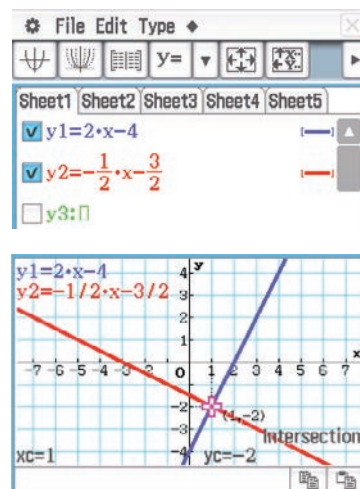 File Edit Type ◆
Y=
Sheet1 Sheet2 Sheet3 Sheet4 Sheet5
y1=2·x−4
y2=−1/2·x−3/2
y3:▯
y1=2·x−4
y2=−1/2·x−3/2
y
4
3
2
1
x
-7 -6 -5 -4 -3 -2 0 1 2 3 4 5 6 7
-2
(1,-2)
-3
Intersection
-4
xc=1 yc=-2